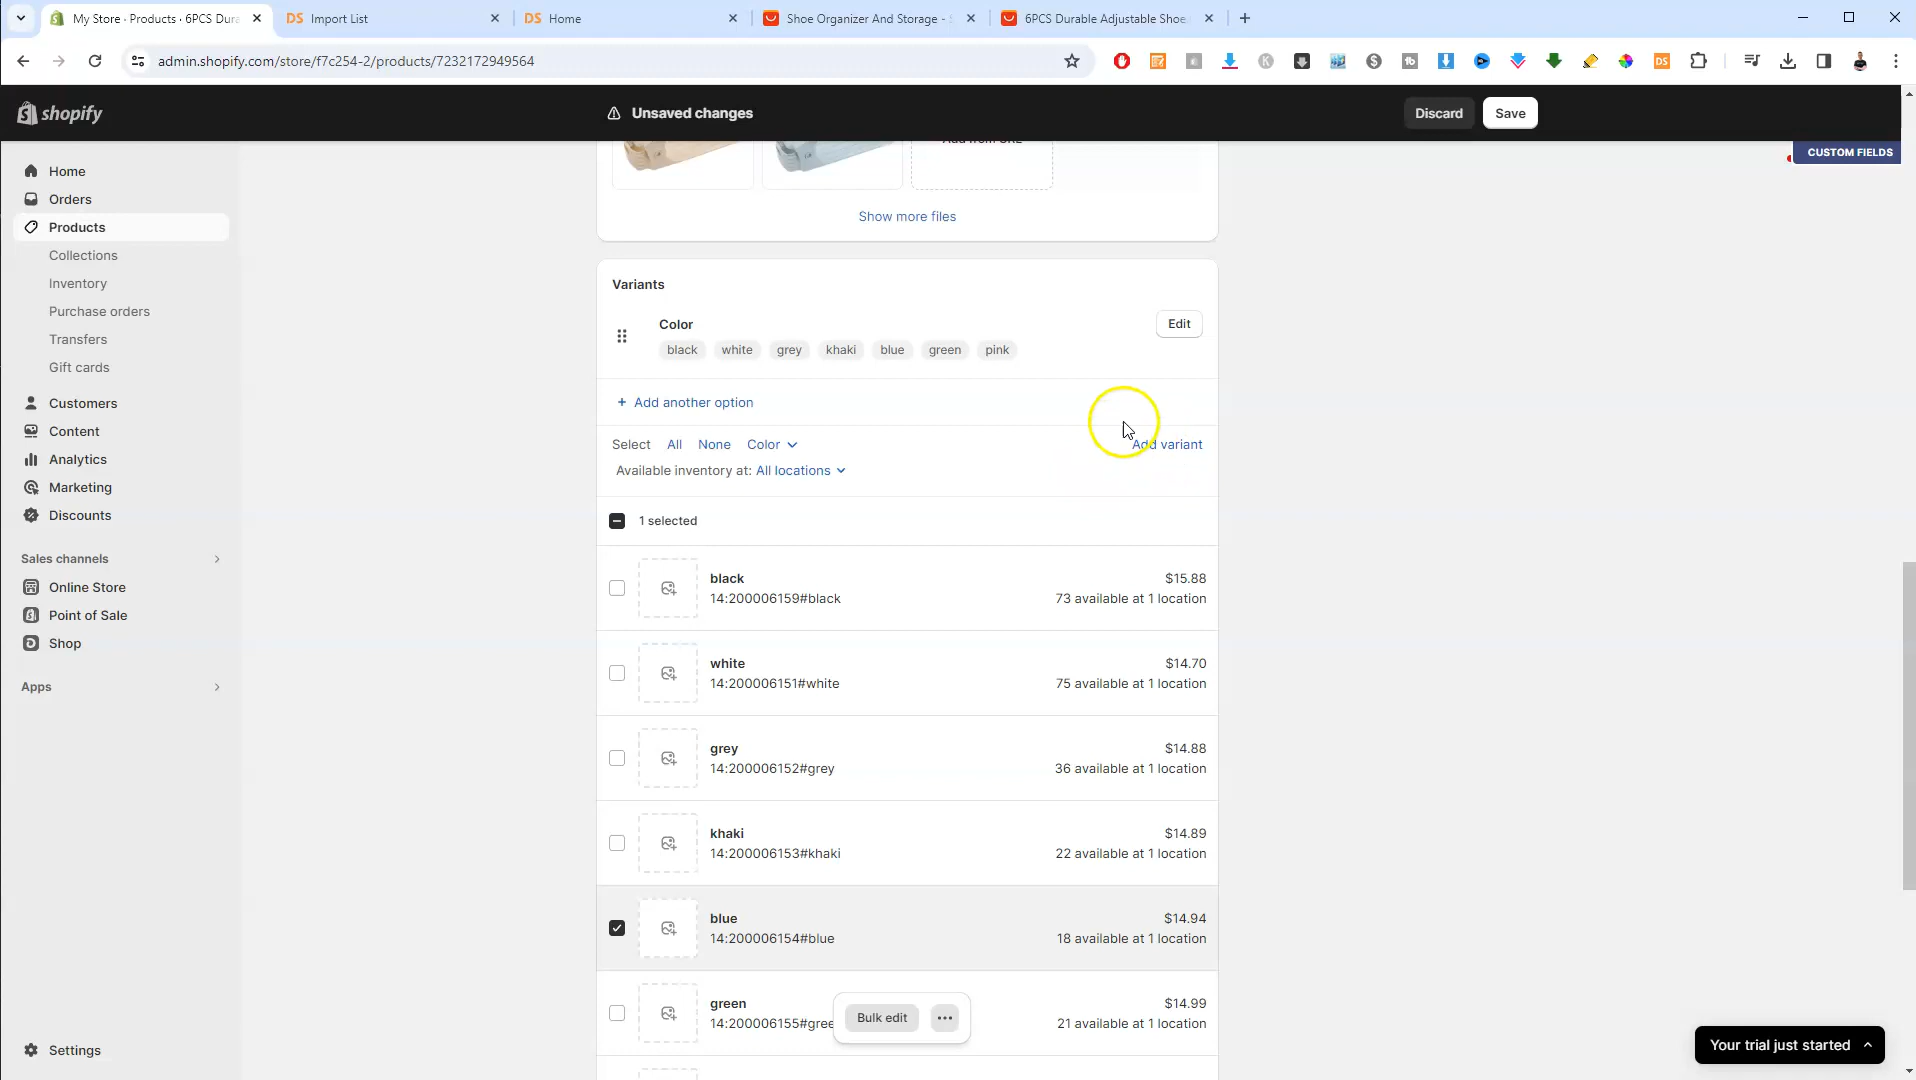 My Store · Products · 6PCS Dura
Import List
DS Home
Shoe Organizer And Storage -
6PCS Durable Adjustable Shoe
admin.shopify.com/store/f7c254-2/products/7232172949564
shopify
Unsaved changes
Discard
Save
CUSTOM FIELDS
Home
Orders
Products
Collections
Inventory
Purchase orders
Transfers
Gift cards
Customers
Content
Analytics
Marketing
Discounts
Sales channels
Online Store
Point of Sale
Shop
Apps
Settings
Add from URL
Show more files
Variants
Color
Edit
black white grey khaki blue green pink
+ Add another option
Select All None Color
Add variant
Available inventory at: All locations
1 selected
black $15.88
14:200006159#black 73 available at 1 location
white $14.70
14:200006151#white 75 available at 1 location
grey $14.88
14:200006152#grey 36 available at 1 location
khaki $14.89
14:200006153#khaki 22 available at 1 location
blue $14.94
14:200006154#blue 18 available at 1 location
green $14.99
14:200006155#gree 21 available at 1 location
Bulk edit
Your trial just started